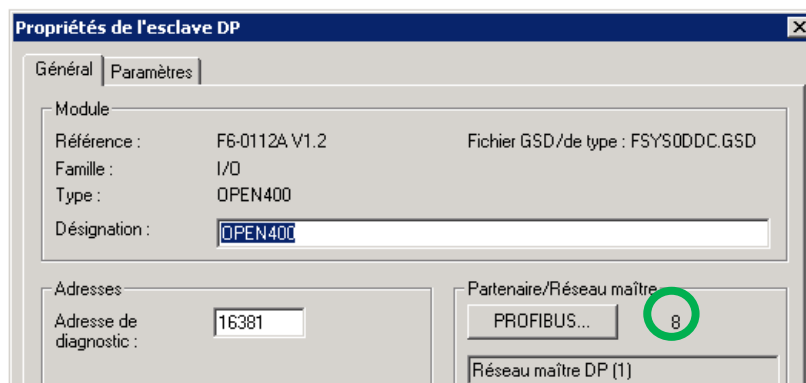 Propriétés de l'esclave DP
Général Paramètres
Module
Référence : F6-0112A V1.2 Fichier GSD/de type : FSYS0DDC.GSD
Famille : I/O
Type : OPEN400
Désignation : OPEN400
Adresses Partenaire/Réseau maître
Adresse de diagnostic : 16381 PROFIBUS... 8
Réseau maître DP (1)